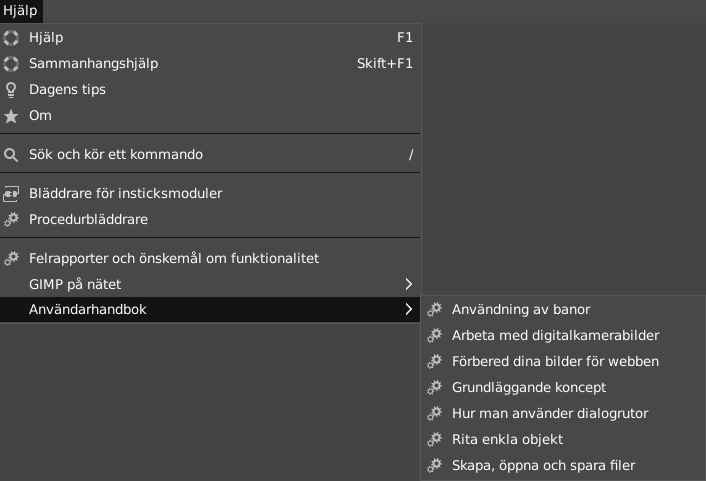 Hjälp
Hjälp F1
Sammanhangshjälp Skift+F1
Dagens tips
Om
Sök och kör ett kommando /
Bläddrare för insticksmoduler
Procedurbläddrare
Felrapporter och önskemål om funktionalitet
GIMP på nätet
Användarhandbok
Användning av banor
Arbeta med digitalkamerabilder
Förbered dina bilder för webben
Grundläggande koncept
Hur man använder dialogrutor
Rita enkla objekt
Skapa, öppna och spara filer